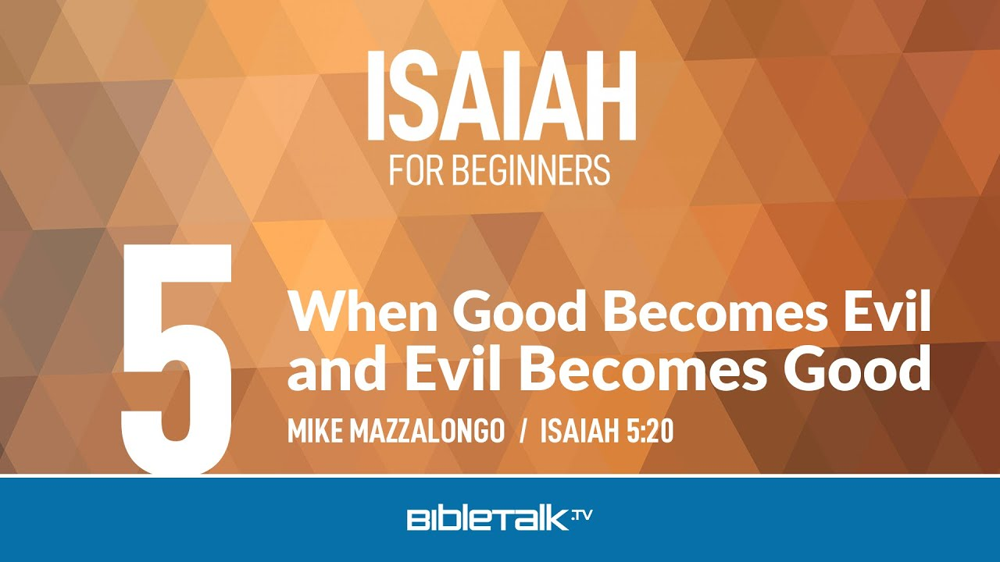 ISAIAH
FOR BEGINNERS
5
When Good Becomes Evil
and Evil Becomes Good
MIKE MAZZALONGO / ISAIAH 5:20
BIBLETALK.TV